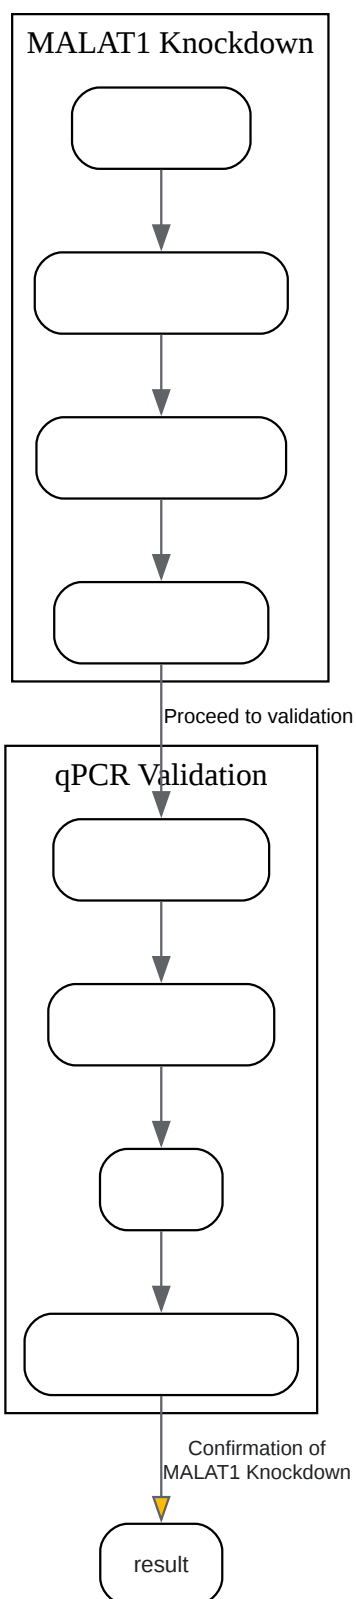 MALAT1 Knockdown
Proceed to validation
qPCR Validation
Confirmation of
MALAT1 Knockdown
result